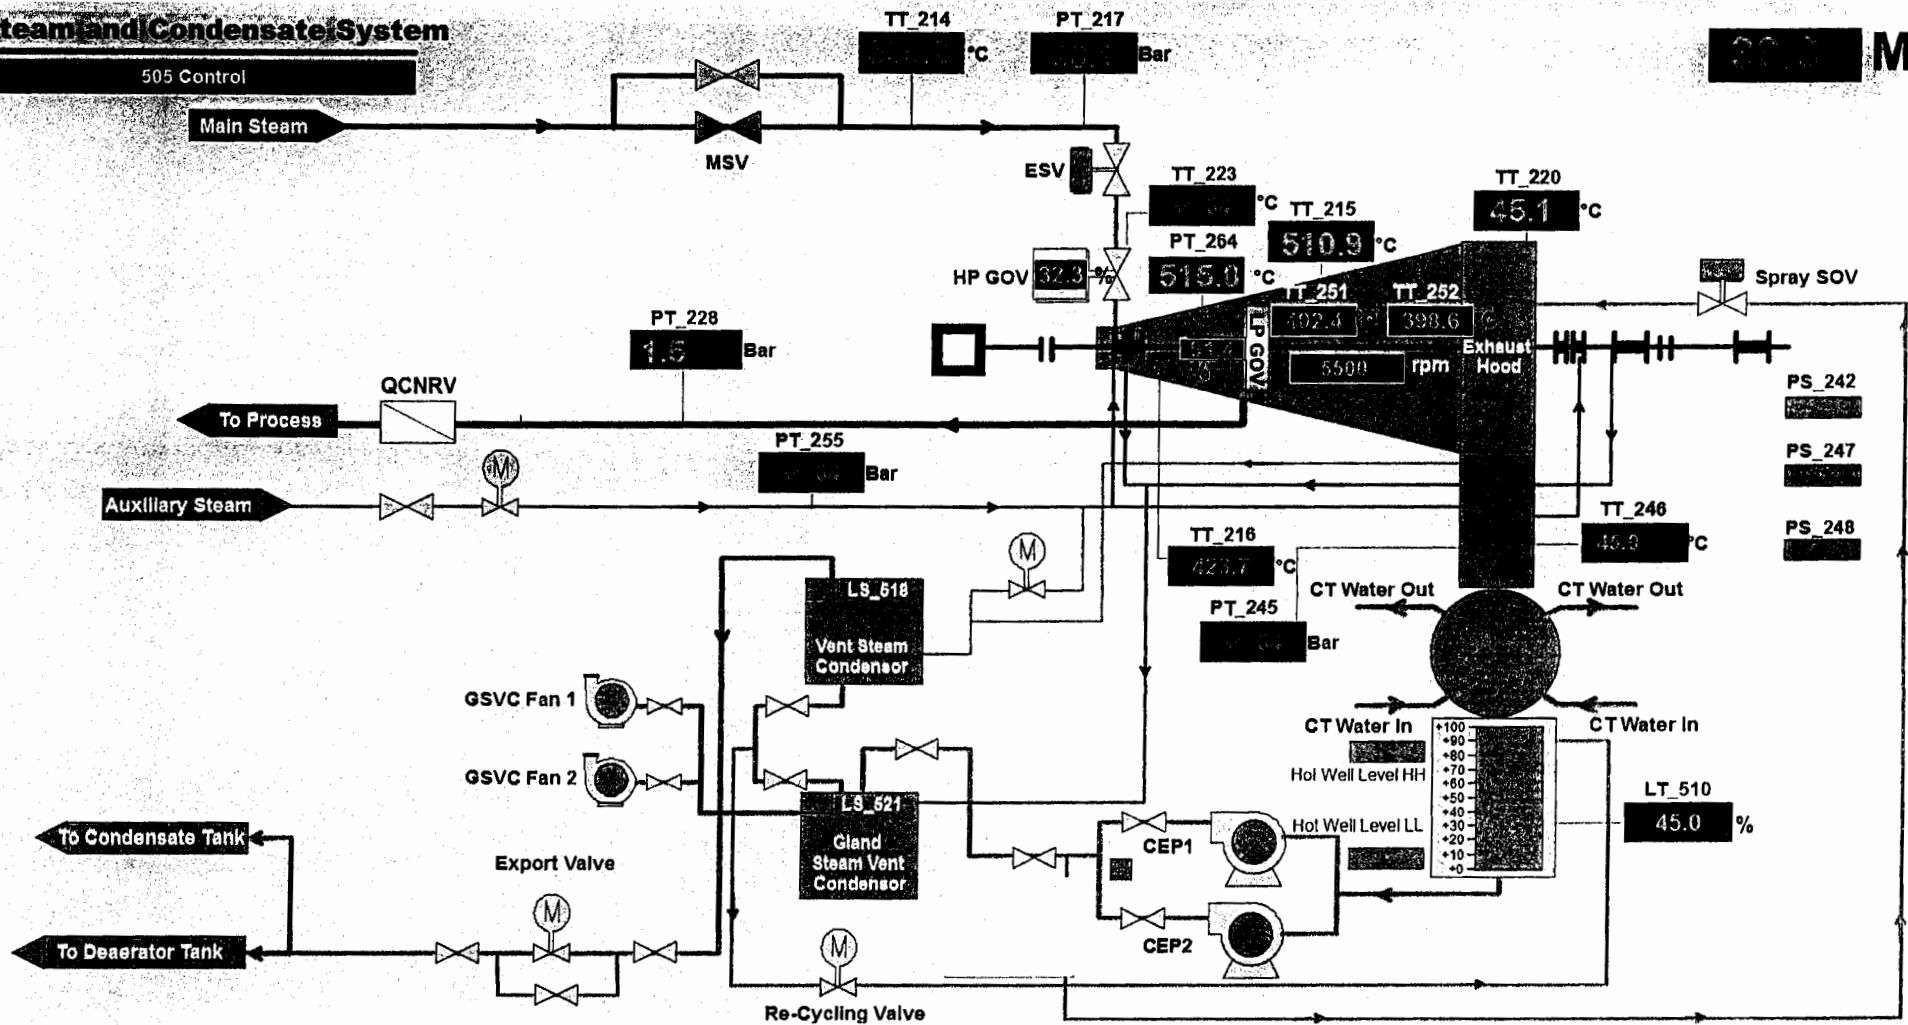 team and Condensate System
505 Control
TT_214
°C
PT_217
Bar
M
Main Steam
MSV
ESV
TT_223
°C
TT_215
510.9 °C
TT_220
45.1 °C
HP GOV 32.3 %
PT_264
515.0 °C
TT_251
402.4
TT_252
398.6
Spray SOV
PT_228
1.5 Bar
LP GOV
5500 rpm
Exhaust
Hood
QCNRV
To Process
PS_242
PT_255
Bar
M
PS_247
Auxiliary Steam
TT_246
°C
PS_248
TT_216
423.7 °C
M
LS_518
Vent Steam
Condensor
PT_245
Bar
CT Water Out
CT Water Out
GSVC Fan 1
CT Water In
CT Water In
GSVC Fan 2
+100
+90
+80
+70
+60
+50
+40
+30
+20
+10
+0
Hot Well Level HH
Hot Well Level LL
LT_510
45.0 %
LS_521
Gland
Steam Vent
Condensor
CEP1
CEP2
To Condensate Tank
Export Valve
M
To Deaerator Tank
M
Re-Cycling Valve